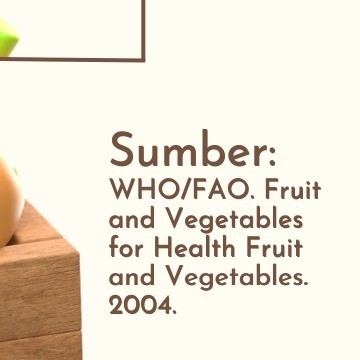 Sumber:
WHO/FAO. Fruit
and Vegetables
for Health Fruit
and Vegetables.
2004.